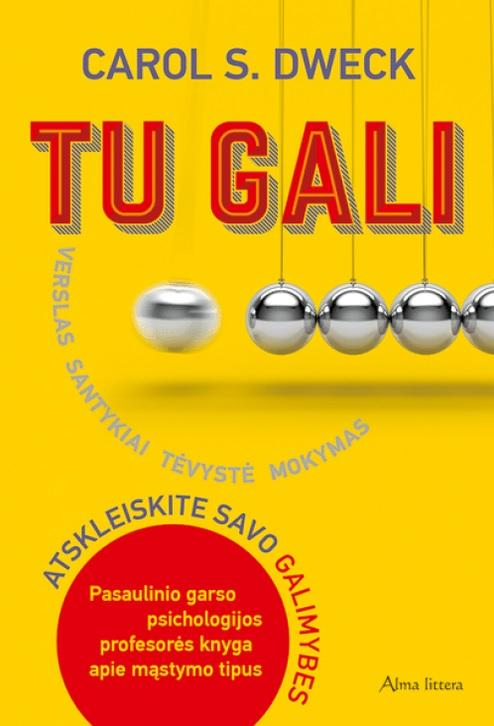 CAROL S. DWECK
TU GALI
VERSLAS SANTYKIAI TĖVYSTĖ MOKYMAS
ATSKLEISKITE SAVO GALIMYBES
Pasaulinio garso
psichologijos
profesorės knyga
apie mąstymo tipus
Alma littera